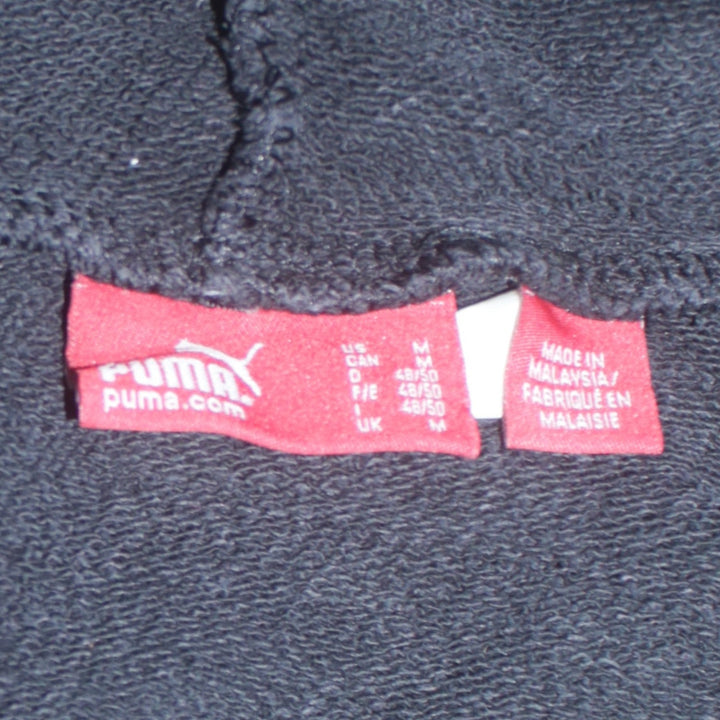 PUMA.
puma.com
US M
CAN M
D 48/50
F/E 48/50
I 48/50
UK M
MADE IN
MALAYSIA/
FABRIQUÉ EN
MALAISIE